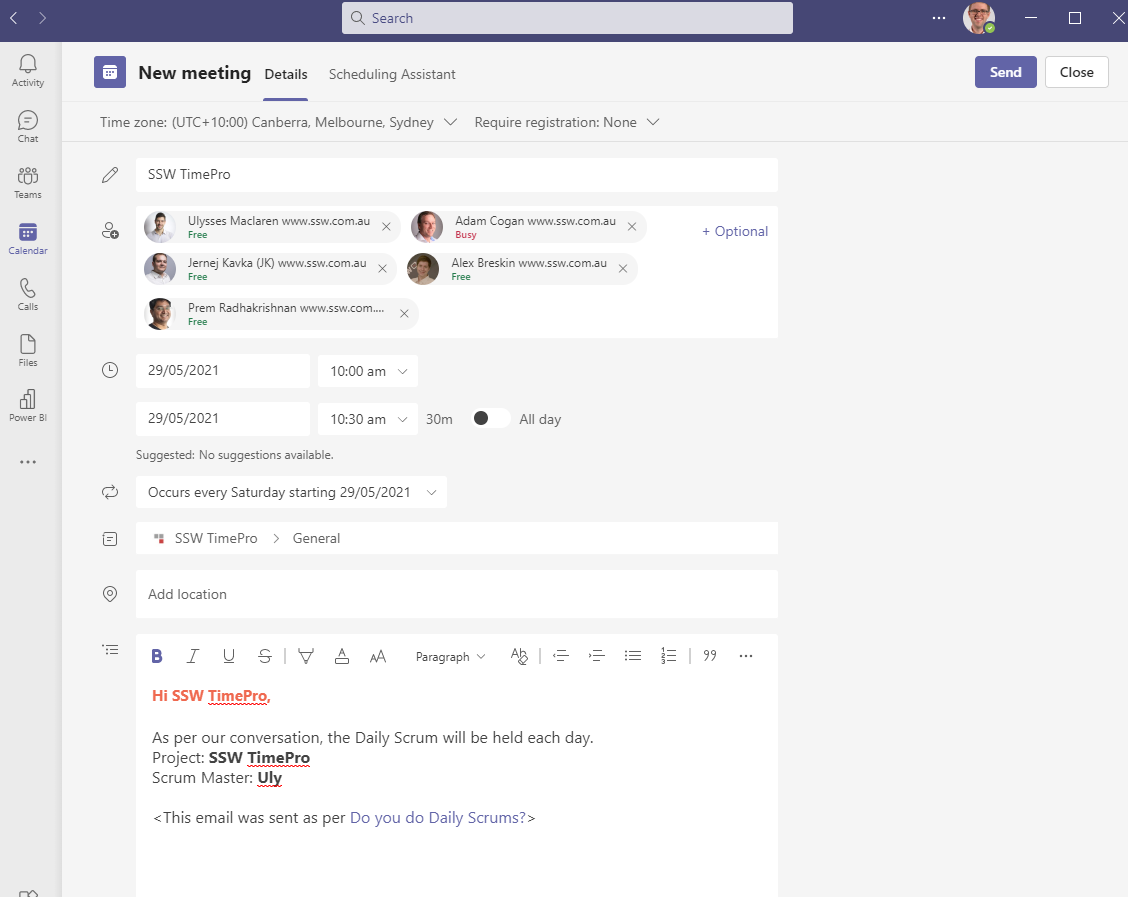 Search
Activity
Chat
Teams
Calendar
Calls
Files
Power BI
New meeting Details Scheduling Assistant Send Close
Time zone: (UTC+10:00) Canberra, Melbourne, Sydney Require registration: None
SSW TimePro
Ulysses Maclaren www.ssw.com.au
Free
Adam Cogan www.ssw.com.au
Busy
+ Optional
Jernej Kavka (JK) www.ssw.com.au
Free
Alex Breskin www.ssw.com.au
Free
Prem Radhakrishnan www.ssw.com....
Free
29/05/2021 10:00 am
29/05/2021 10:30 am 30m All day
Suggested: No suggestions available.
Occurs every Saturday starting 29/05/2021
SSW TimePro > General
Add location
B I U S A AA Paragraph Ab 99 ...
Hi SSW TimePro,
As per our conversation, the Daily Scrum will be held each day.
Project: SSW TimePro
Scrum Master: Uly
<This email was sent as per Do you do Daily Scrums?>